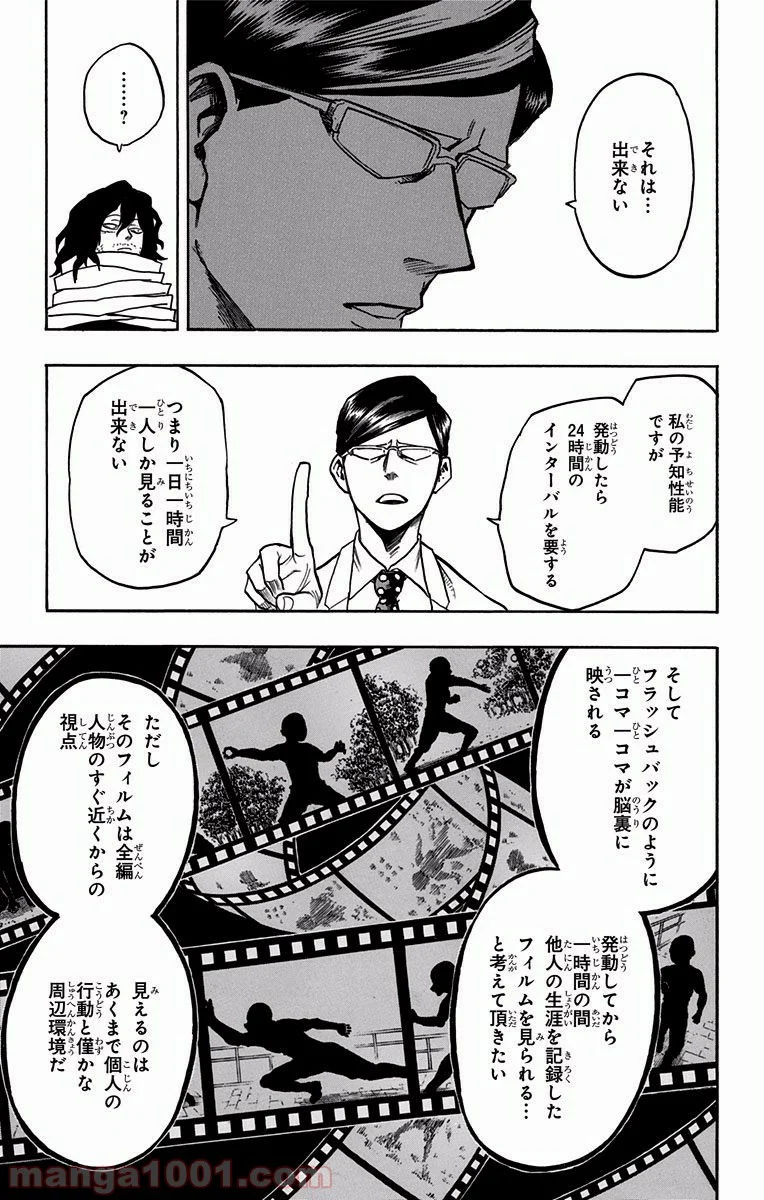 それは…
出来ない
……?
私の予知性能
ですが
発動したら
24時間の
インターバルを要する
つまり一日一時間
一人しか見ることが
出来ない
そして
フラッシュバックのように
一コマ一コマが脳裏に
映される
発動してから
一時間の間
他人の生涯を記録した
フィルムを見られる…
と考えて頂きたい
ただし
そのフィルムは全編
人物のすぐ近くからの
視点
見えるのは
あくまで個人の
行動と僅かな
周辺環境だ
manga1001.com